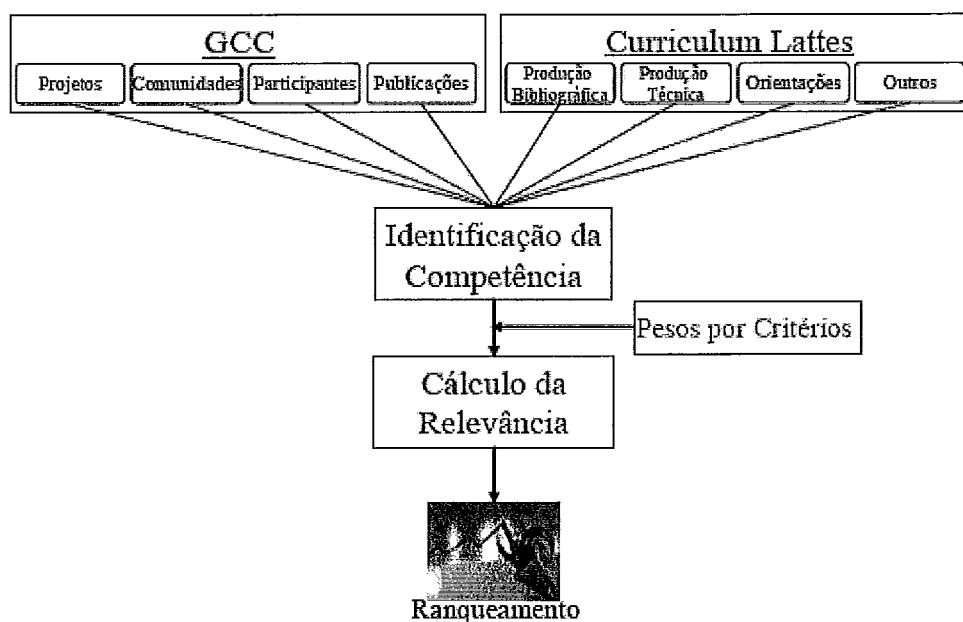 GCC
Projetos
Comunidades
Participantes
Publicações
Curriculum Lattes
Produção
Bibliográfica
Produção
Técnica
Orientações
Outros
Identificação da
Competência
Pesos por Critérios
Cálculo da
Relevância
Ranqueamento